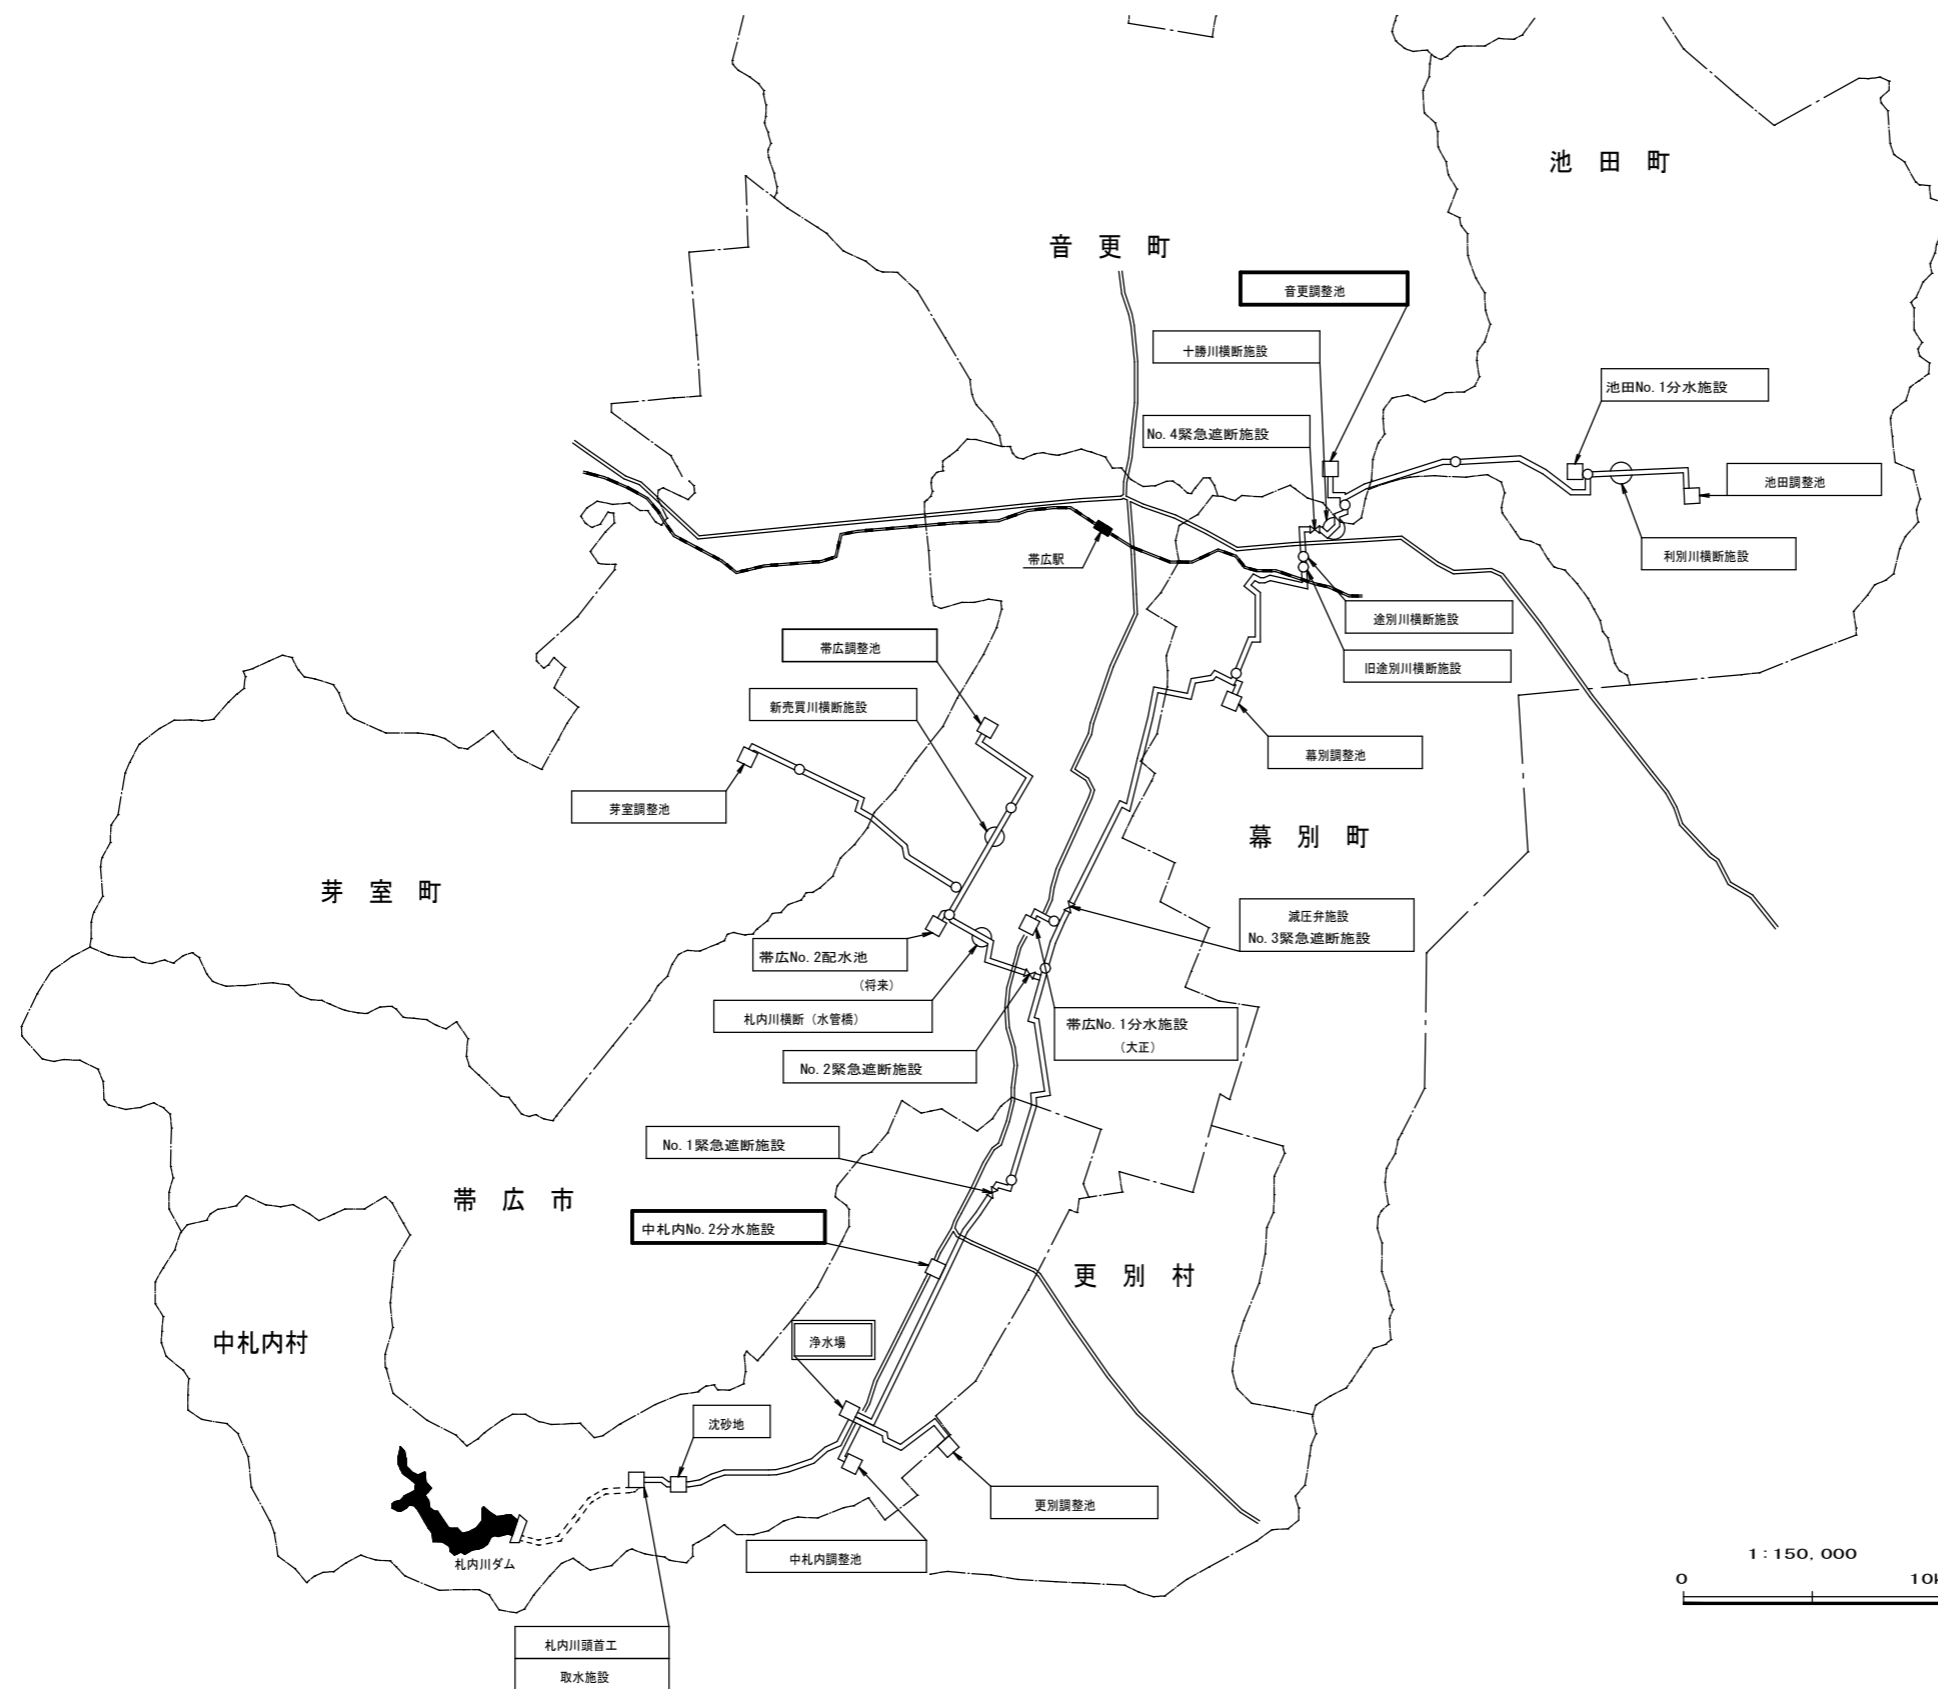 池田町
音更町
音更調整池
十勝川横断施設
池田No.1分水施設
No.4緊急遮断施設
池田調整池
帯広駅
利別川横断施設
途別川横断施設
帯広調整池
旧途別川横断施設
新売買川横断施設
幕別調整池
芽室調整池
幕別町
芽室町
減圧弁施設
No.3緊急遮断施設
帯広No.2配水池
(将来)
札内川横断（水管橋）
帯広No.1分水施設
(大正)
No.2緊急遮断施設
No.1緊急遮断施設
帯広市
中札内No.2分水施設
更別村
中札内村
浄水場
沈砂地
更別調整池
中札内調整池
札内川ダム
1:150,000
0
札内川頭首工
取水施設